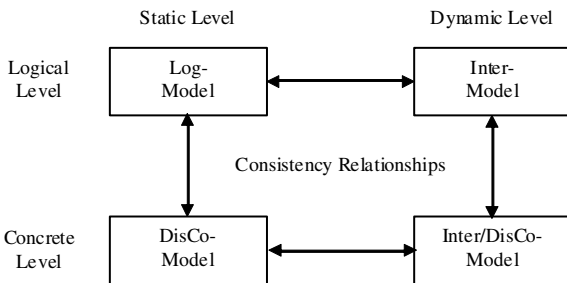 Static Level
Dynamic Level
Logical
Level
Log-
Model
Inter-
Model
Consistency Relationships
Concrete
Level
DisCo-
Model
Inter/DisCo-
Model